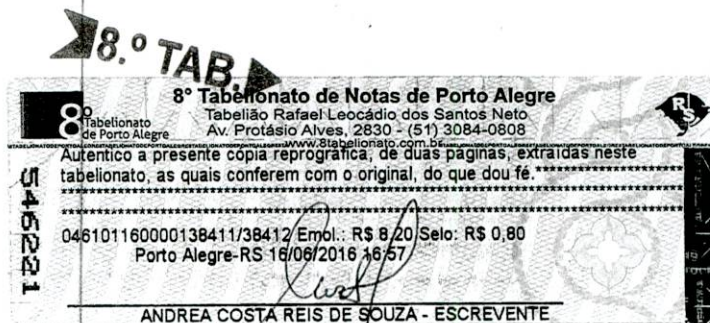 8.º TAB.
8° Tabelionato de Notas de Porto Alegre
8º Tabelionato de Porto Alegre
Tabelião Rafael Leocádio dos Santos Neto
Av. Protásio Alves, 2830 - (51) 3084-0808
www.8tabelionato.com.br
RS
Autentico a presente cópia reprográfica, de duas páginas, extraídas neste
tabelionato, as quais conferem com o original, do que dou fé.
546221
046101160000138411/38412 Emol.: R$ 8,20 Selo: R$ 0,80
Porto Alegre-RS 16/06/2016 16:57
ANDREA COSTA REIS DE SOUZA - ESCREVENTE